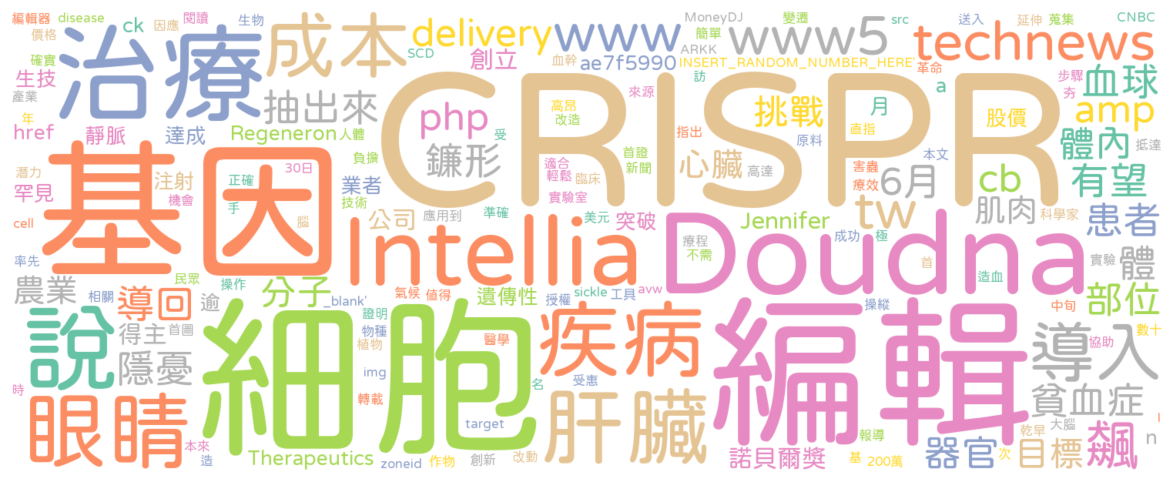 編輯器 disease ck 因應 閱讀 生物 MoneyDJ 變遷 src 送入 延伸 蒐集 CNBC
價格 治療 成本 SCD delivery www 簡單 www5 technews
確實 創立 血幹 ae7f5990 ARKK INSERT_RANDOM_NUMBER_HERE 訪 革命 步驟 血球
生技 產業 抽出來 CRISPR 高昂 改造 來源 挑戰 月 a 股價 夯 amp
年 href 靜脈 達成 Regeneron 人體 php 受 指出 原料 直指 體內 抵達
潛力 基因 30日 負擔 鐮形 適合 輕鬆 首證 新聞 心臟 高達 害蟲 療效 本文 6月 cb 有望
罕見 注射 機會 正確 手 業者 技術 臨床 實驗室 肌肉 科學家 患者
cell 公司 腦 應用到 準確 美元 突破 Jennifer tw
率先 農業 Intellia 療程 不需 Doudna 成功 極 首 造血 實驗 體
相關 導回 逾 操作 民眾 分子 _blank' 氣候 值得 遺傳性 sickle 授權 工具 avw 操縱 中旬 部位 數十
說 得主 首圖 細胞 證明 物種 植物 醫學 疾病 編輯 導入 協助
隱憂 img 受惠 名 貧血症
時 眼睛 本來 造 轉載 target 肝臟 大腦 乾旱 飆 n
Therapeutics zoneid 作物 創新 改動 諾貝爾獎 基 報導 200萬 器官 次 目標